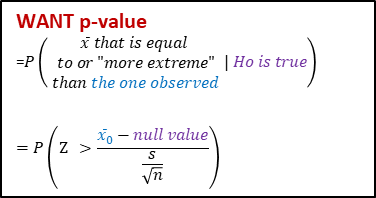 WANT p-value
=P( x̄ that is equal
to or "more extreme" | Ho is true)
than the one observed
= P( Z > (x̄₀ − null value) / (s / √n) )